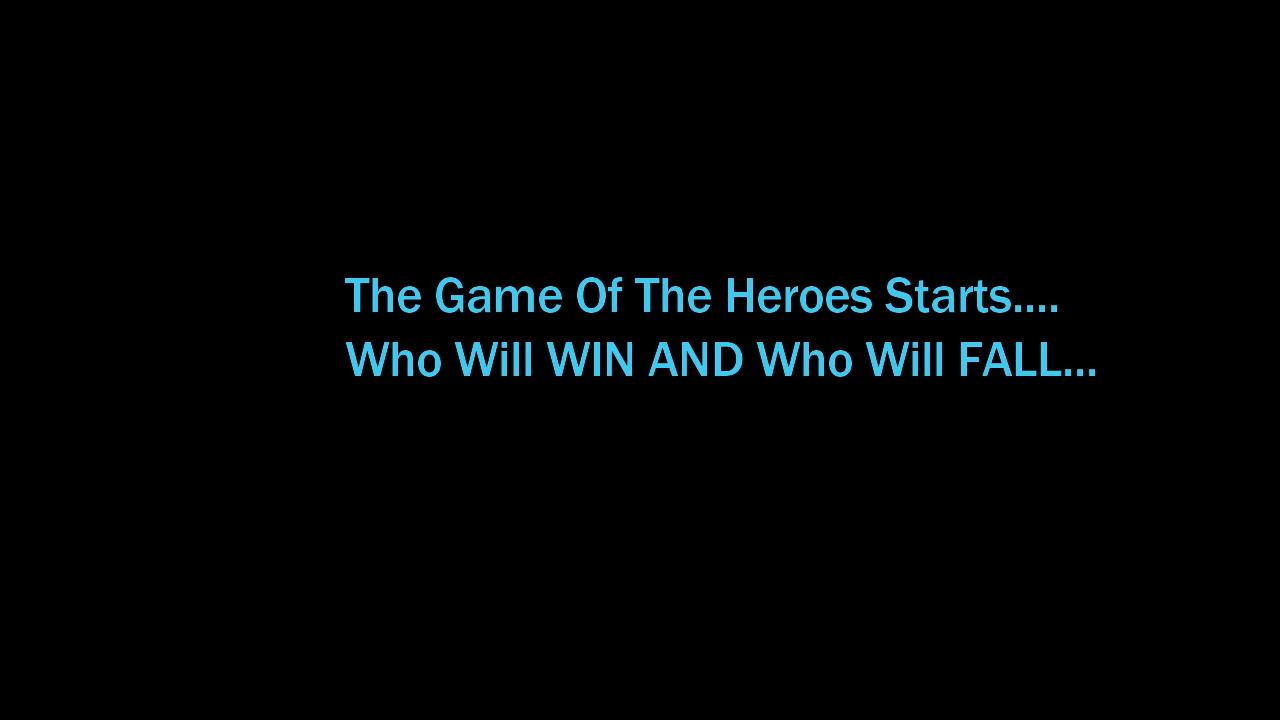 The Game Of The Heroes Starts....
Who Will WIN AND Who Will FALL...